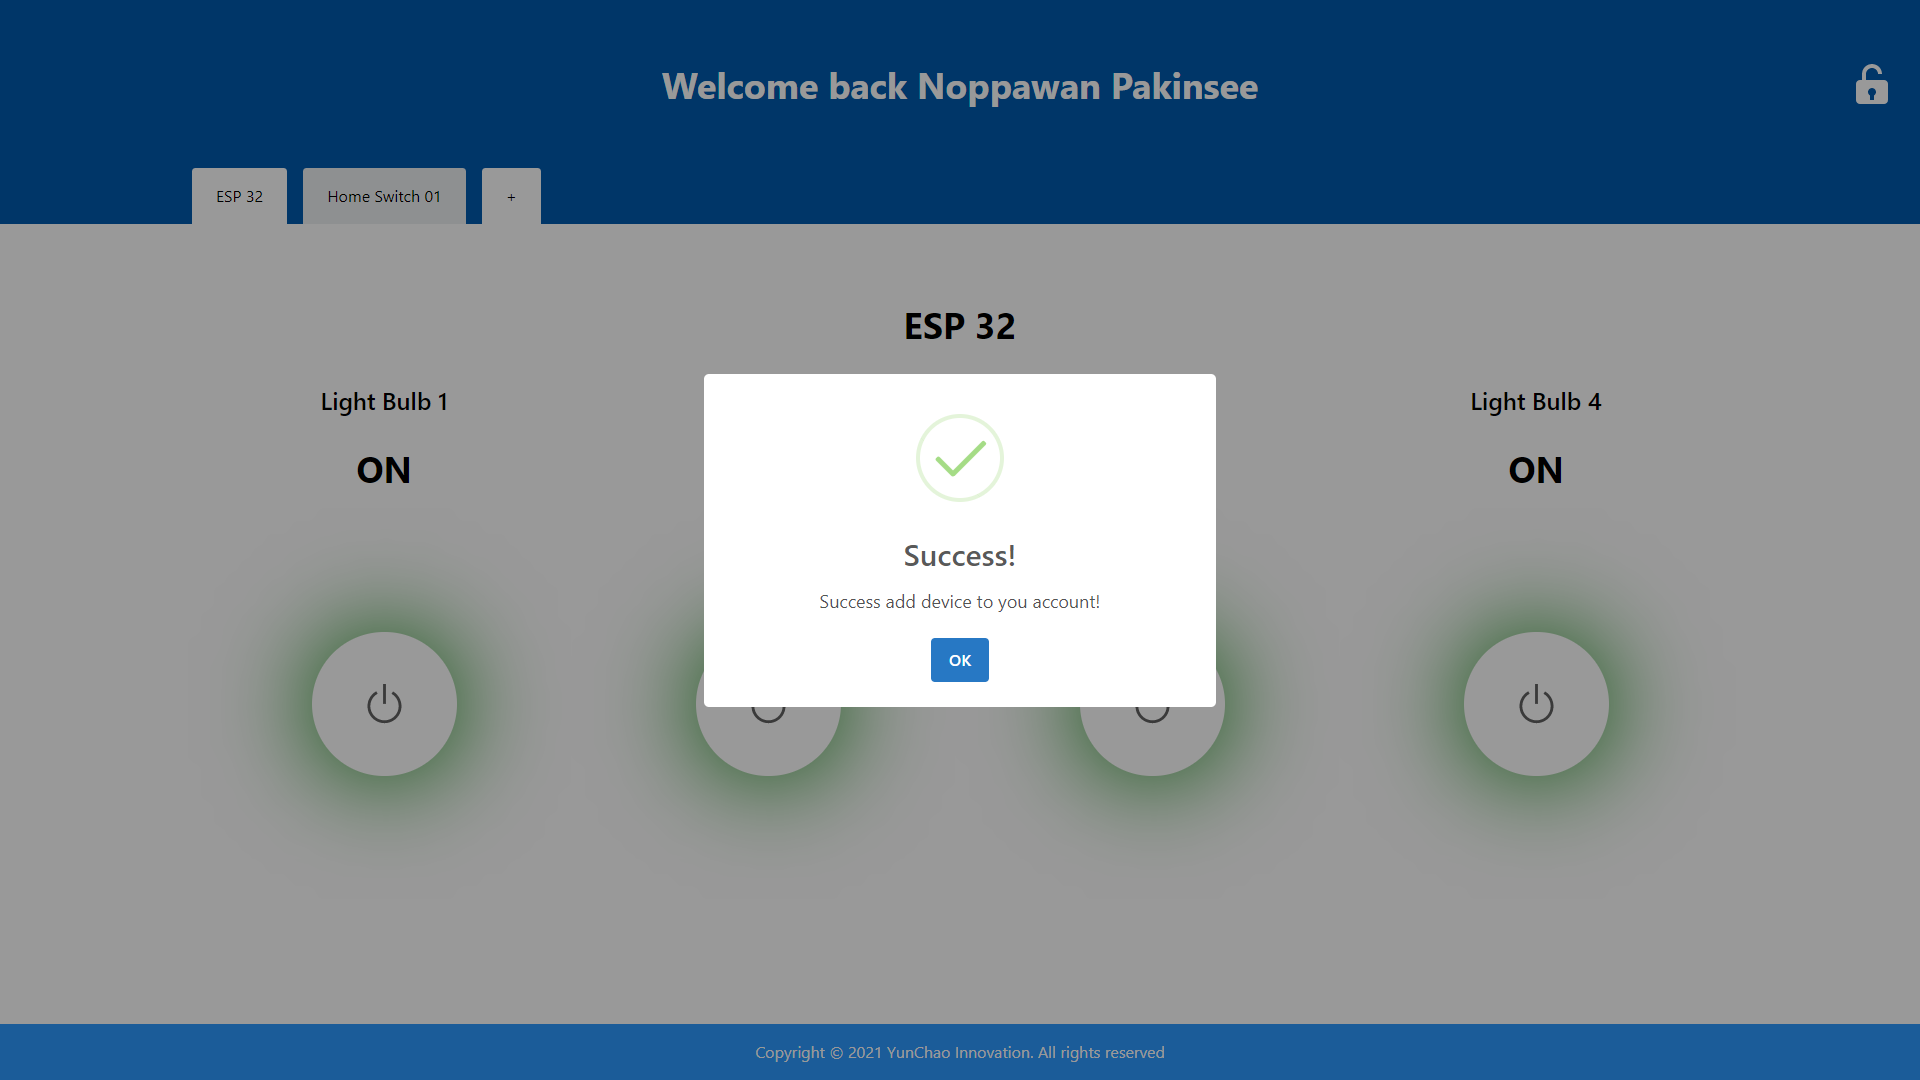 Welcome back Noppawan Pakinsee
ESP 32
Home Switch 01
+
ESP 32
Light Bulb 1
Light Bulb 4
ON
ON
Success!
Success add device to you account!
OK
Copyright © 2021 YunChao Innovation. All rights reserved